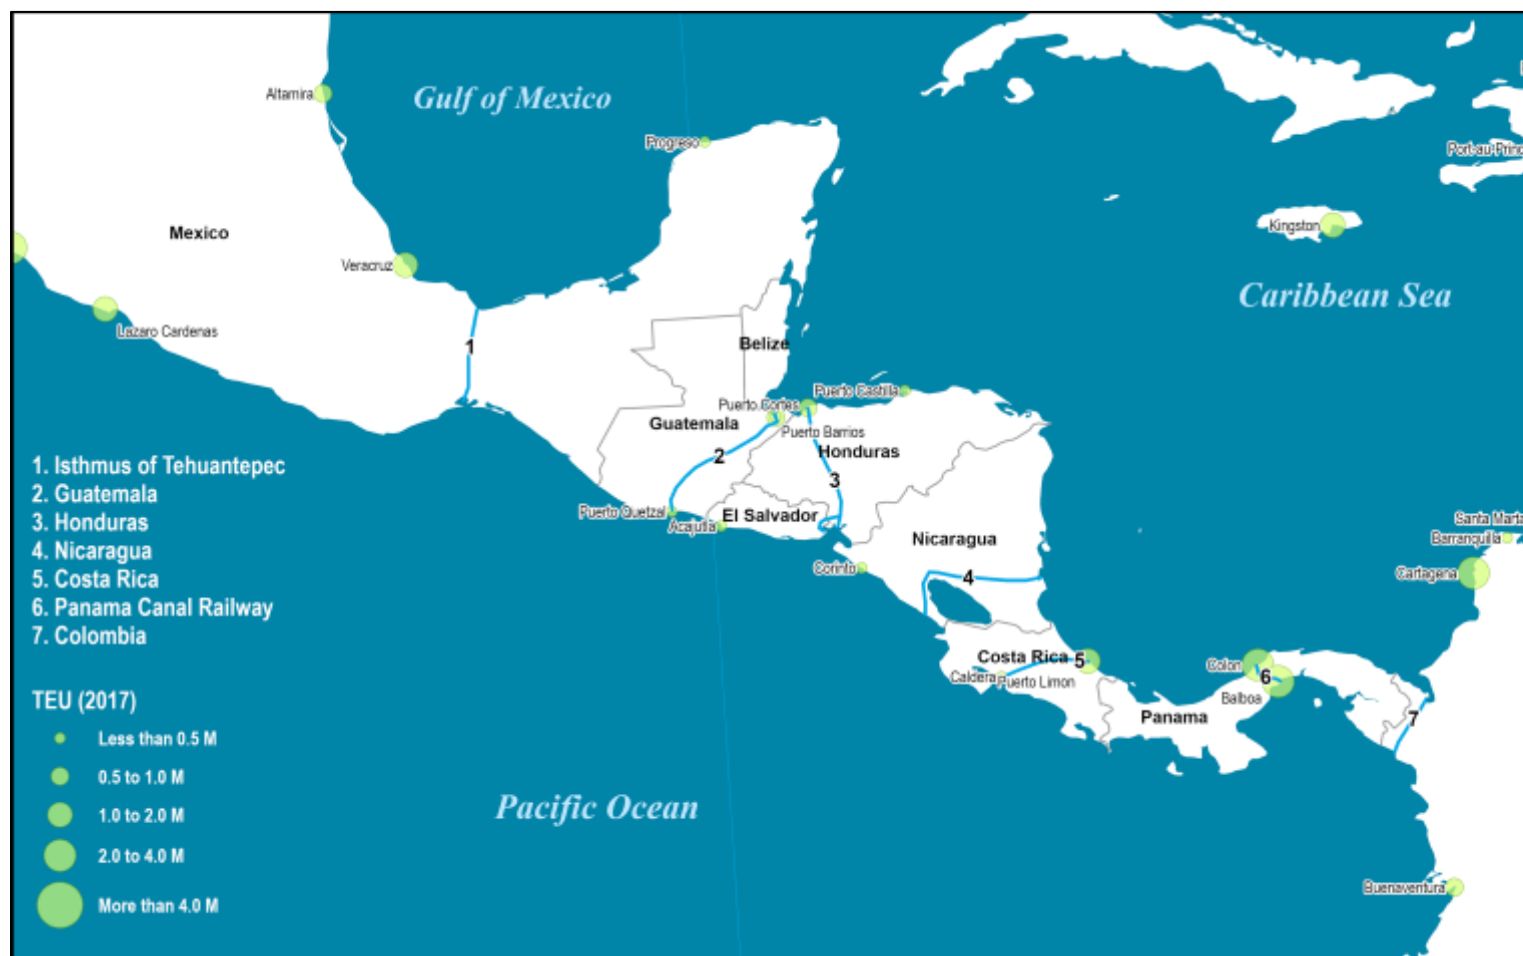 Gulf of Mexico
Altamira
Progreso
Mexico
Veracruz
Lazaro Cardenas
Kingston
Caribbean Sea
1
Belize
Puerto Castilla
Puerto Cortes
Guatemala
Puerto Barrios
Honduras
2
3
Puerto Quetzal
Acajutla
El Salvador
Nicaragua
Corinto
4
Santa Marta
Barranquilla
Cartagena
Costa Rica
5
Caldera
Puerto Limon
Colon
6
Balboa
Panama
7
Buenaventura
Pacific Ocean
1. Isthmus of Tehuantepec
2. Guatemala
3. Honduras
4. Nicaragua
5. Costa Rica
6. Panama Canal Railway
7. Colombia
TEU (2017)
Less than 0.5 M
0.5 to 1.0 M
1.0 to 2.0 M
2.0 to 4.0 M
More than 4.0 M